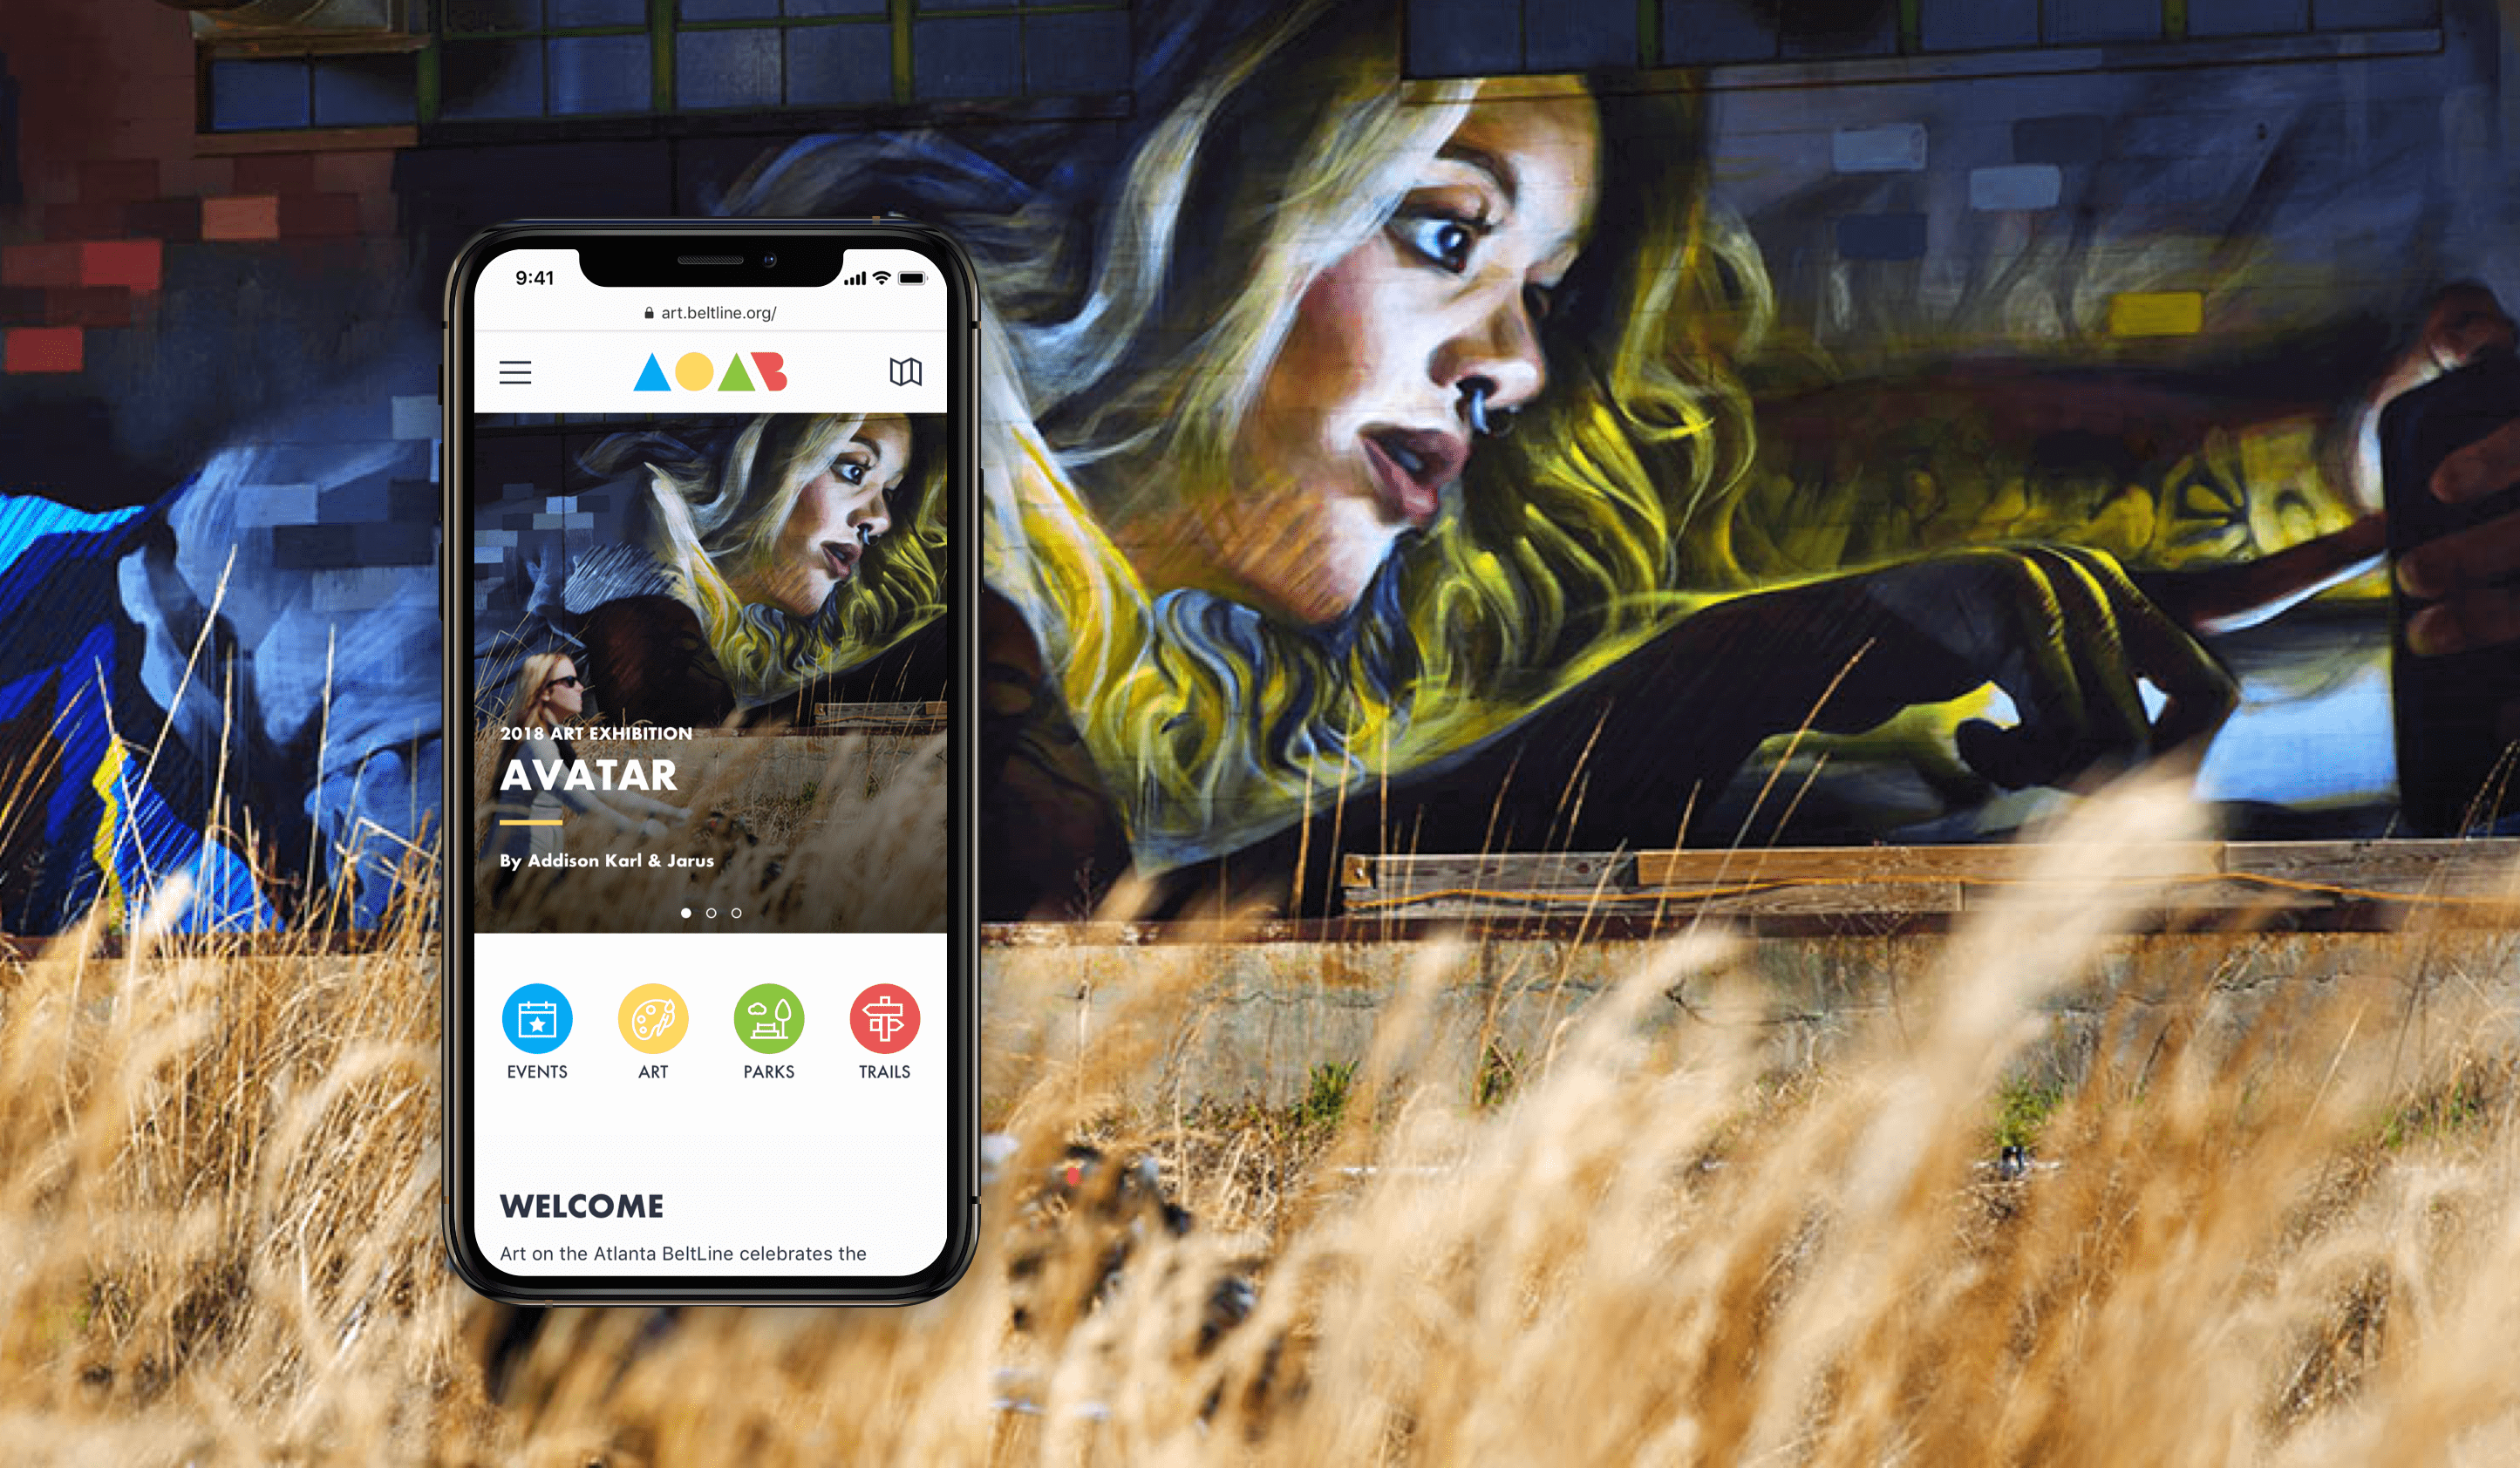 9:41
art.beltline.org/
AOAB
2018 ART EXHIBITION
AVATAR
By Addison Karl & Jarus
EVENTS
ART
PARKS
TRAILS
WELCOME
Art on the Atlanta BeltLine celebrates the